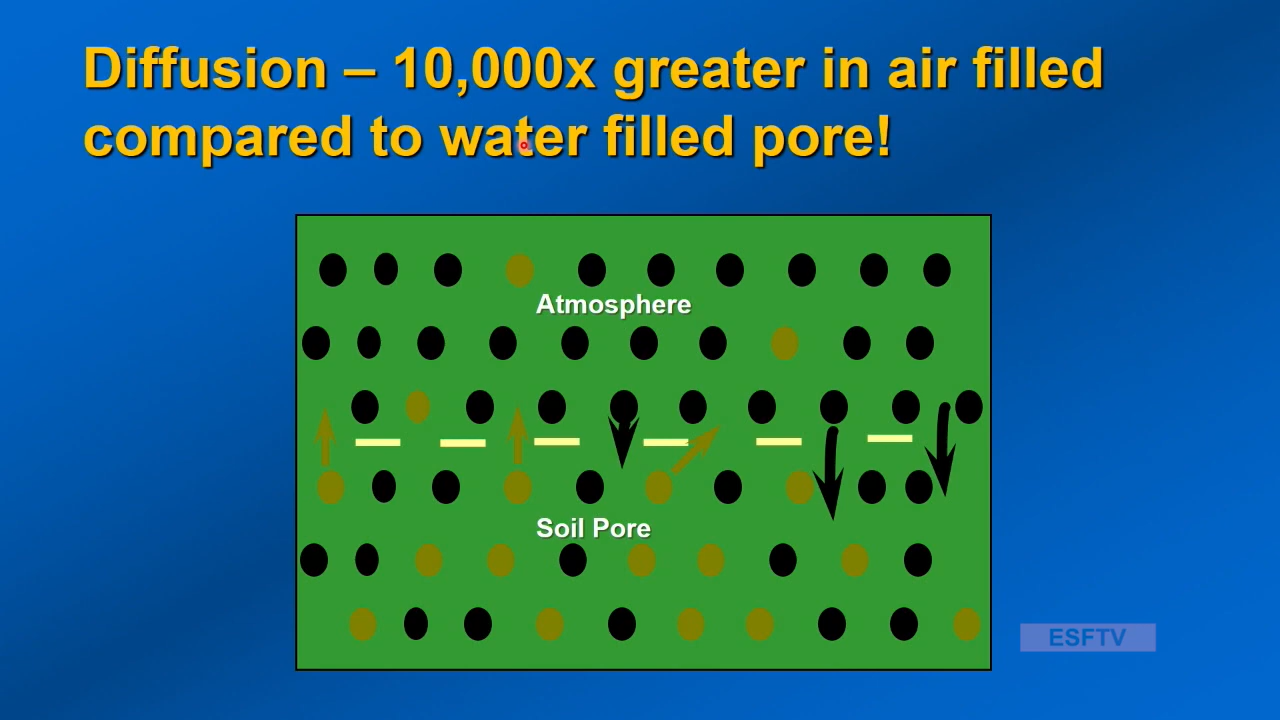 Diffusion – 10,000x greater in air filled
compared to water filled pore!
Atmosphere
Soil Pore
ESFTV